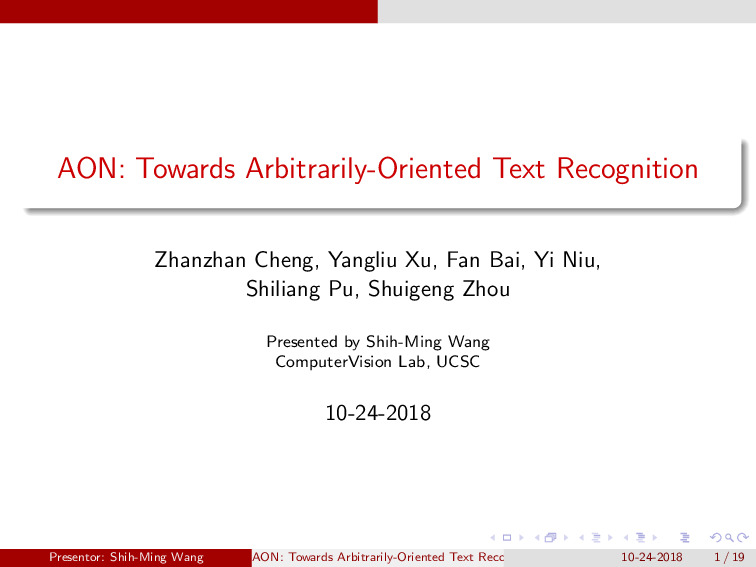 AON: Towards Arbitrarily-Oriented Text Recognition
Zhanzhan Cheng, Yangliu Xu, Fan Bai, Yi Niu,
Shiliang Pu, Shuigeng Zhou
Presented by Shih-Ming Wang
ComputerVision Lab, UCSC
10-24-2018
Presentor: Shih-Ming Wang
AON: Towards Arbitrarily-Oriented Text Recc
10-24-2018
1 / 19